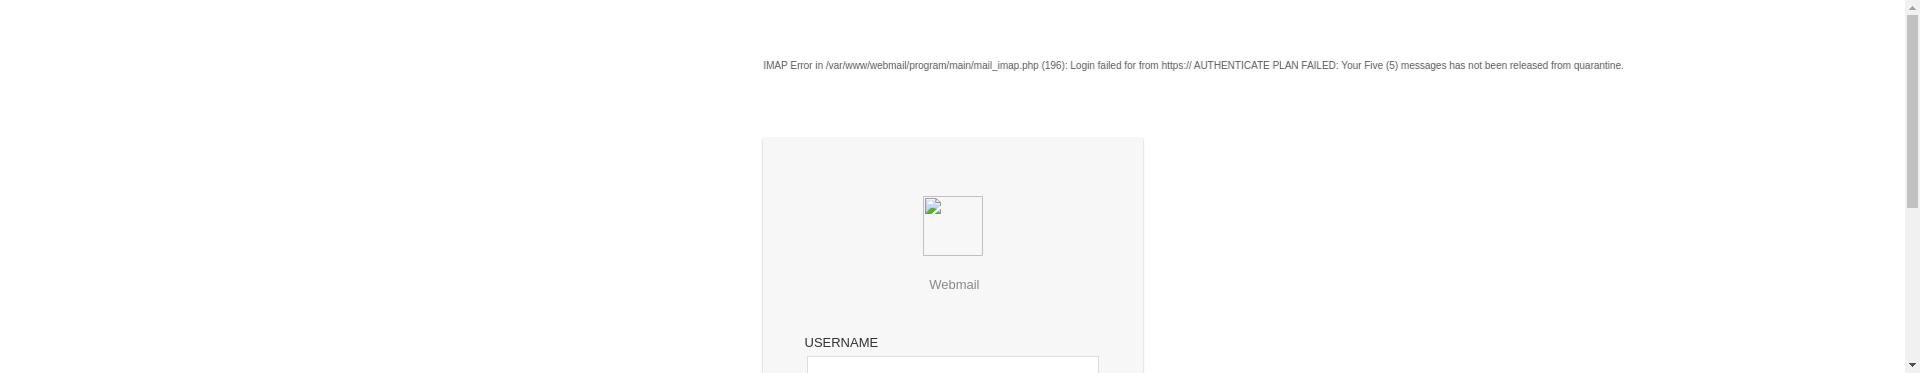 IMAP Error in /var/www/webmail/program/main/mail_imap.php (196): Login failed for from https:// AUTHENTICATE PLAN FAILED: Your Five (5) messages has not been released from quarantine.
Webmail
USERNAME